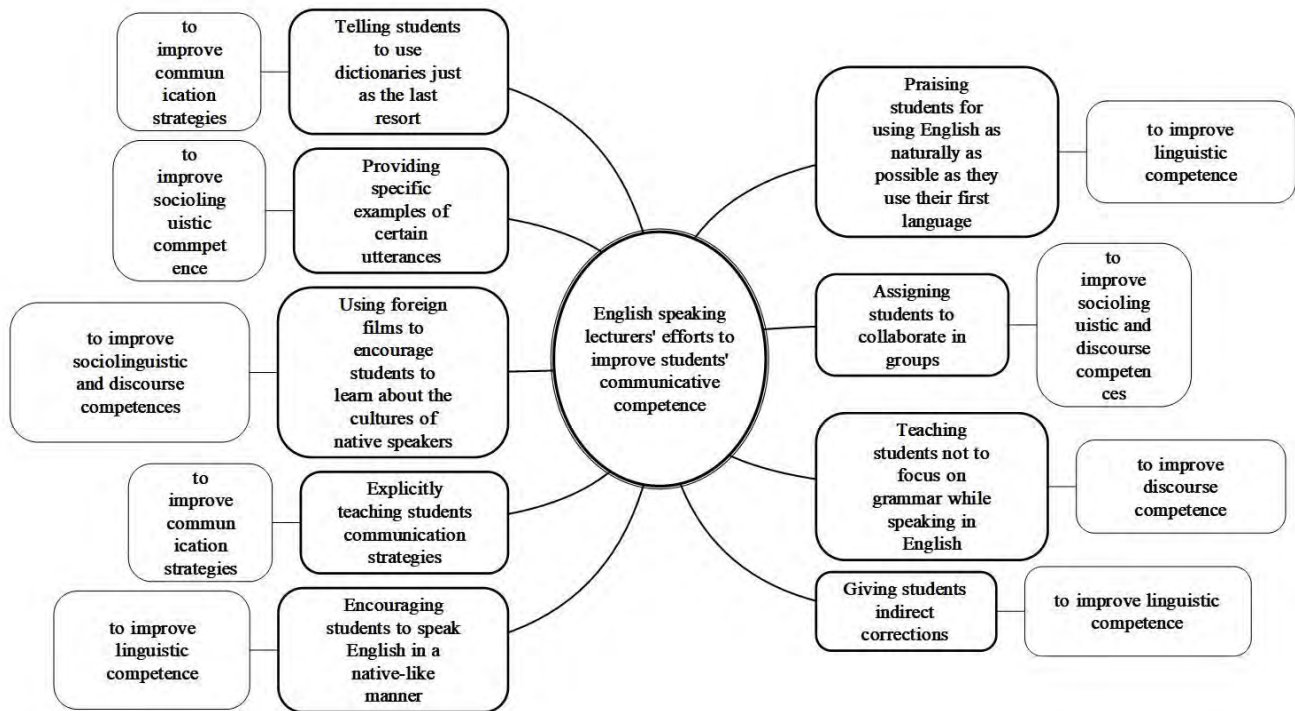 to
improve
commun
ication
strategies
Telling students
to use
dictionaries just
as the last
resort
to
improve
socioling
uistic
commpet
ence
Providing
specific
examples of
certain
utterances
to improve
sociolinguistic
and discourse
competences
Using foreign
films to
encourage
students to
learn about the
cultures of
native speakers
to
improve
commun
ication
strategies
Explicitly
teaching students
communication
strategies
to improve
linguistic
competence
Encouraging
students to speak
English in a
native-like
manner
English speaking
lecturers' efforts to
improve students'
communicative
competence
Praising
students for
using English as
naturally as
possible as they
use their first
language
to improve
linguistic
competence
Assigning
students to
collaborate in
groups
to
improve
socioling
uistic and
discourse
competen
ces
Teaching
students not to
focus on
grammar while
speaking in
English
to improve
discourse
competence
Giving students
indirect
corrections
to improve linguistic
competence